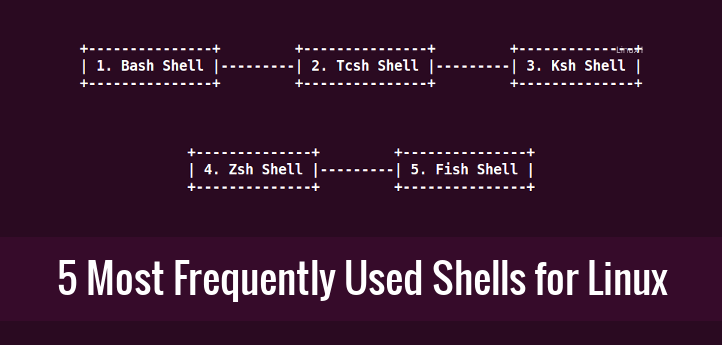 +---------------+ +---------------+ +--------------+
| 1. Bash Shell |---------| 2. Tcsh Shell |---------| 3. Ksh Shell |
+---------------+ +---------------+ +--------------+
+--------------+ +---------------+
| 4. Zsh Shell |---------| 5. Fish Shell |
+--------------+ +---------------+
5 Most Frequently Used Shells for Linux